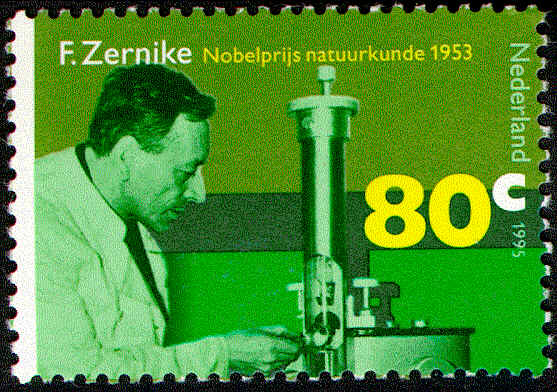 F. Zernike Nobelprijs natuurkunde 1953
Nederland
80c
1995